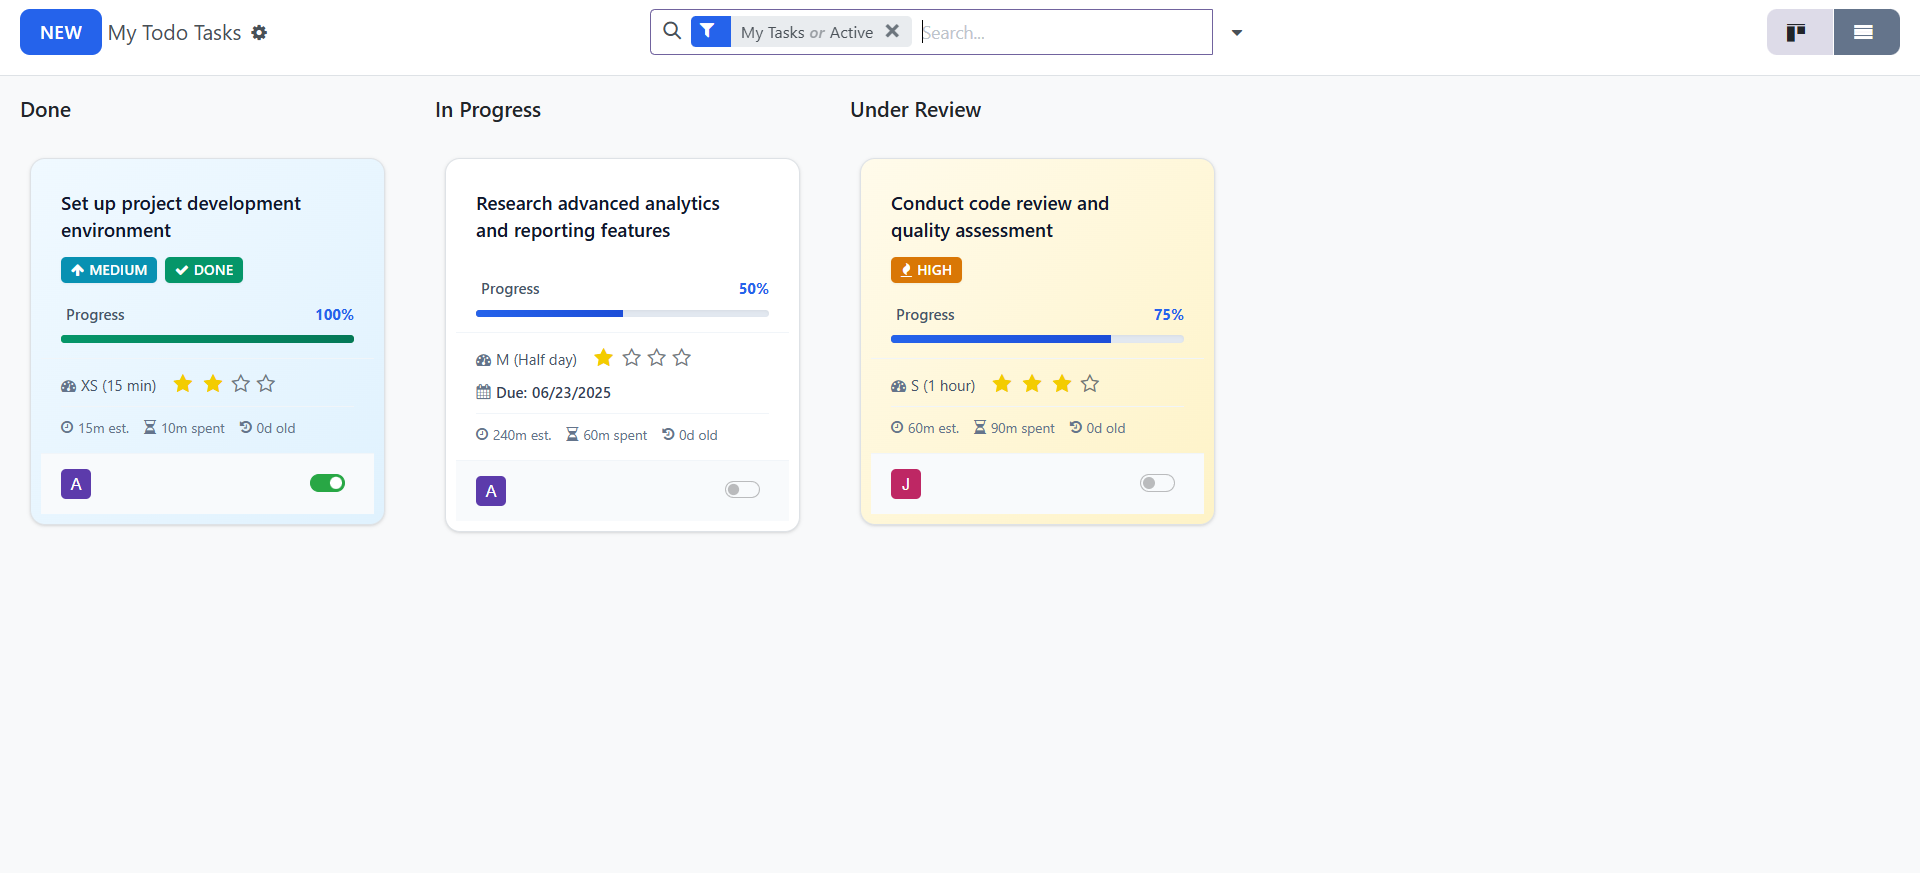 NEW
My Todo Tasks
My Tasks or Active
Search...
Done
Set up project development
environment
MEDIUM
DONE
Progress
100%
XS (15 min)
15m est.
10m spent
0d old
A
In Progress
Research advanced analytics
and reporting features
Progress
50%
M (Half day)
Due: 06/23/2025
240m est.
60m spent
0d old
A
Under Review
Conduct code review and
quality assessment
HIGH
Progress
75%
S (1 hour)
60m est.
90m spent
0d old
J